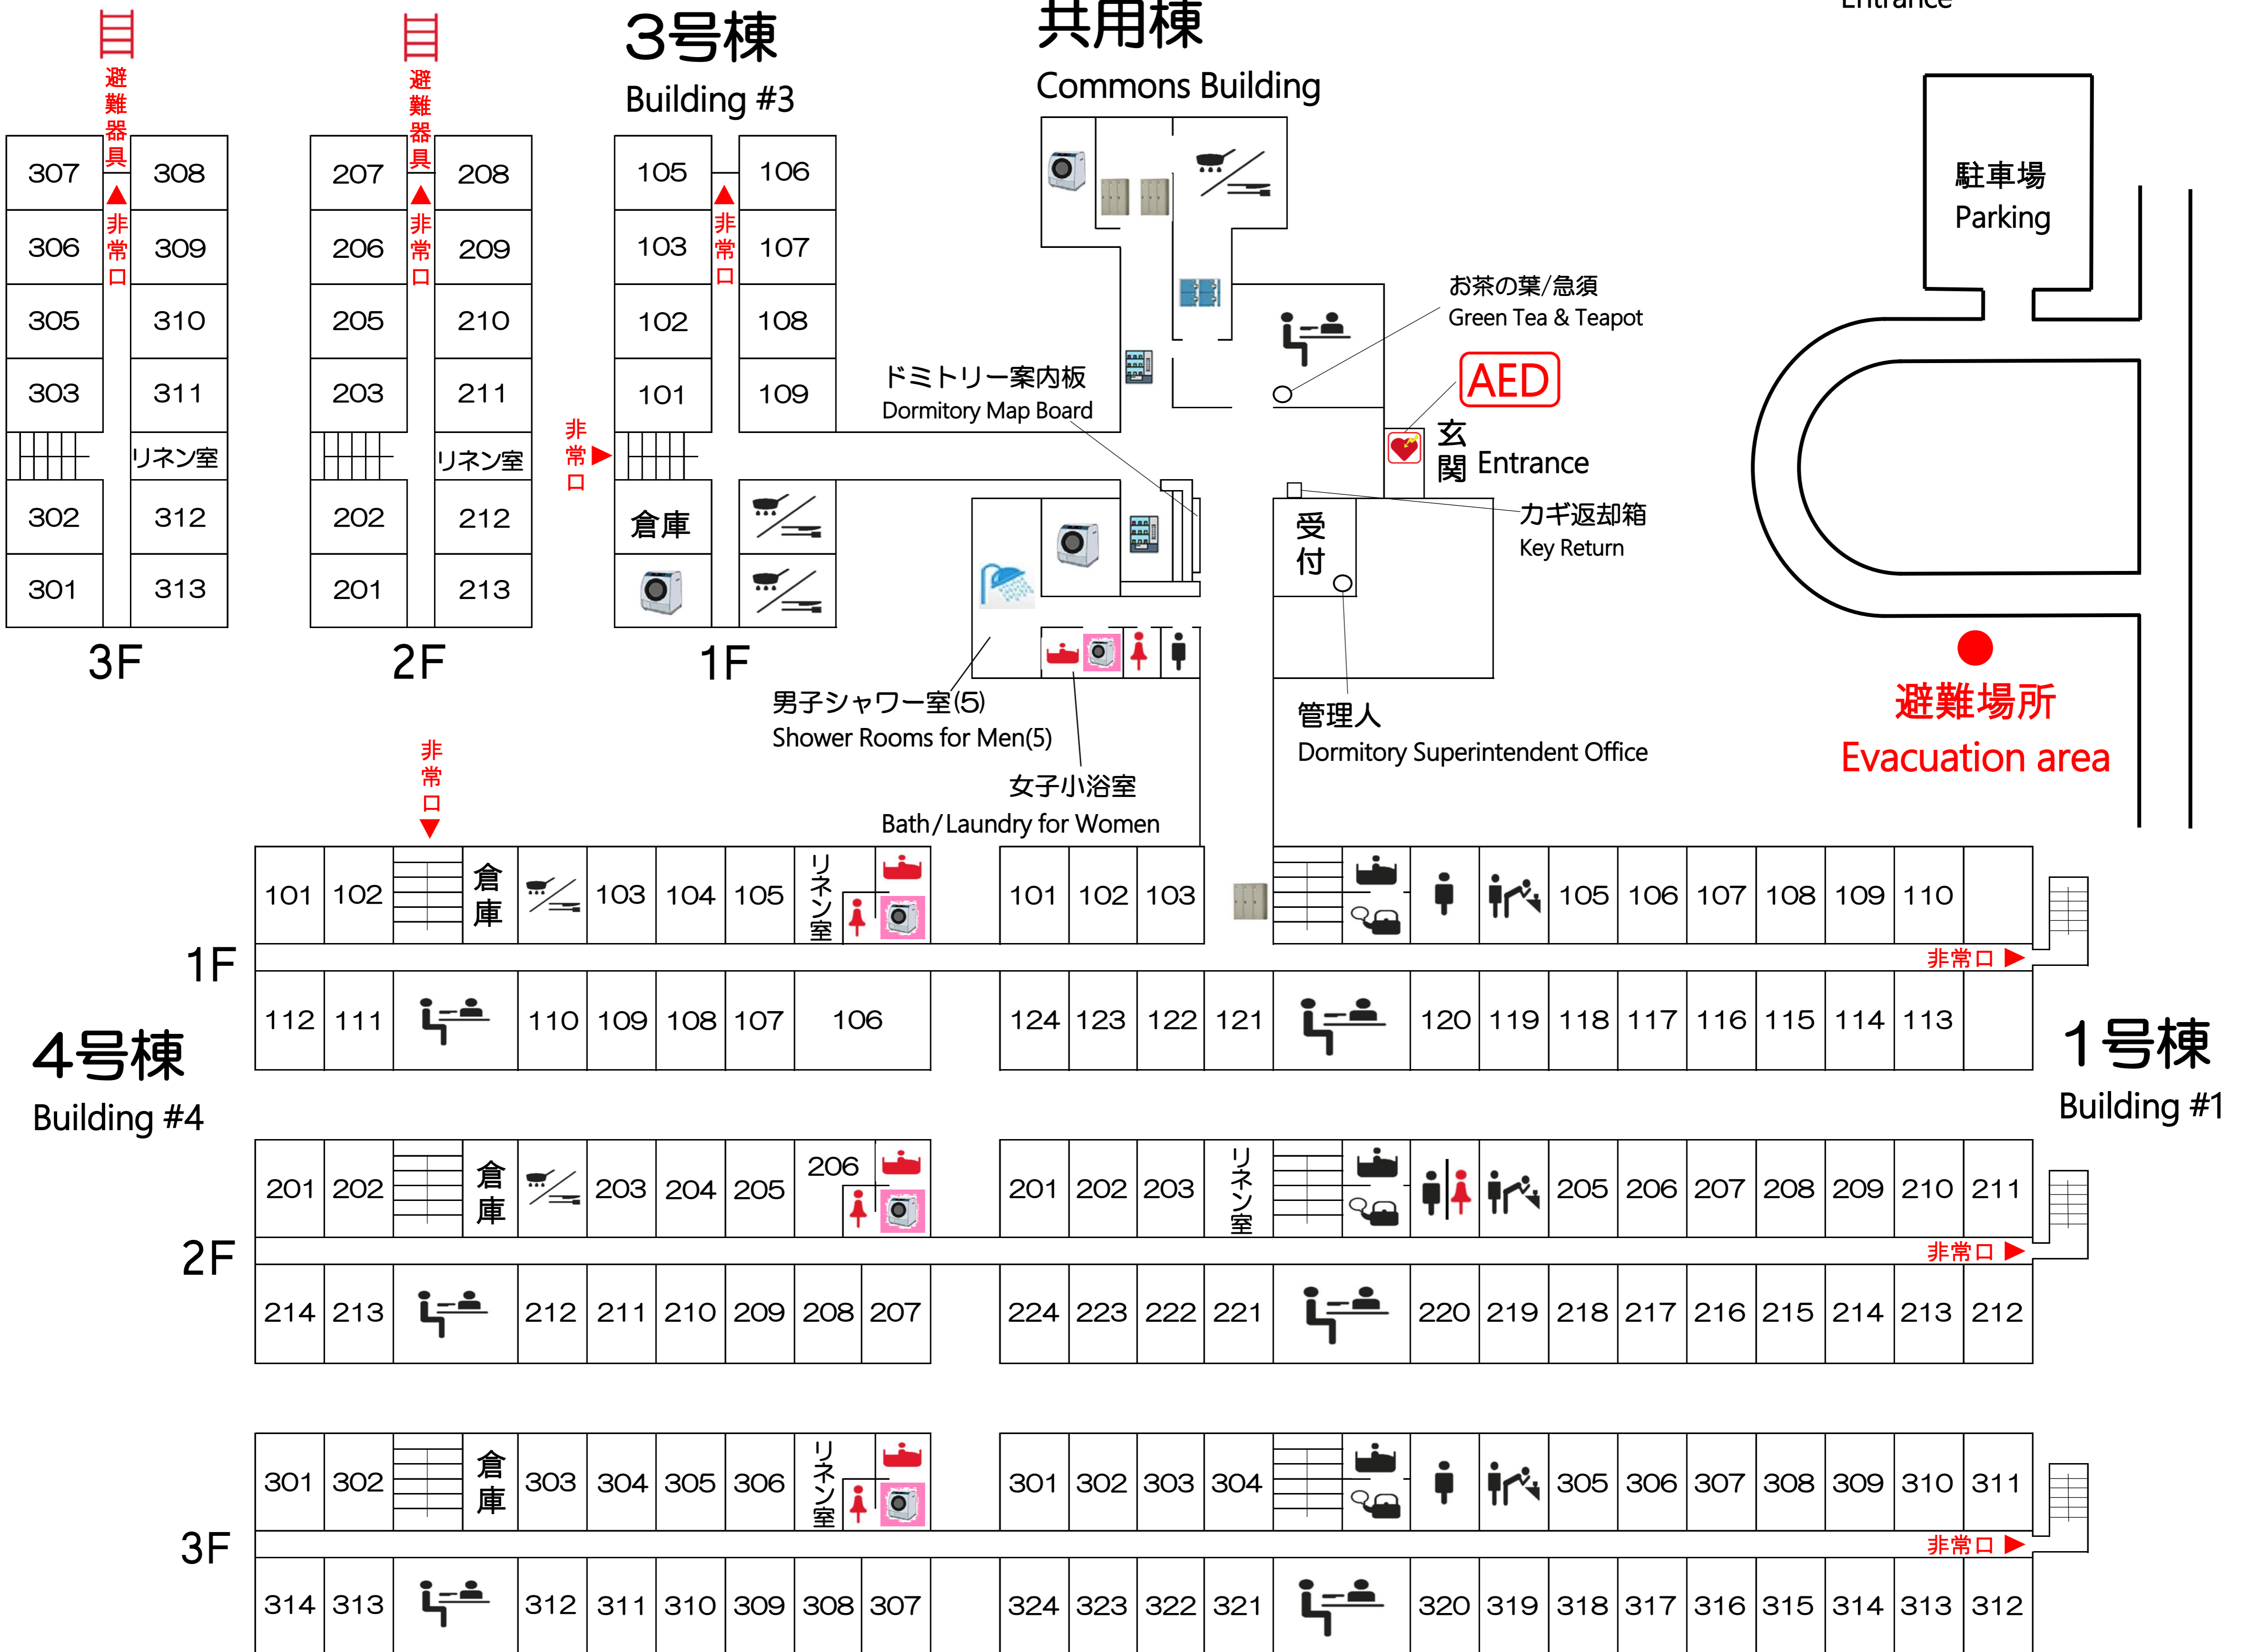 Entrance
3号棟
Building #3
共用棟
Commons Building
避難器具
非常口
307
308
306
309
305
310
303
311
リネン室
302
312
301
313
3F
避難器具
非常口
207
208
206
209
205
210
203
211
リネン室
202
212
201
213
2F
非常口
105
106
103
107
102
108
101
109
非常口
倉庫
1F
お茶の葉/急須
Green Tea & Teapot
ドミトリー案内板
Dormitory Map Board
AED
玄関
Entrance
カギ返却箱
Key Return
受付
男子シャワー室(5)
Shower Rooms for Men(5)
女子小浴室
Bath/Laundry for Women
管理人
Dormitory Superintendent Office
駐車場
Parking
避難場所
Evacuation area
非常口
4号棟
Building #4
1号棟
Building #1
1F
101 102 倉庫 103 104 105 リネン室 101 102 103 105 106 107 108 109 110
非常口
112 111 110 109 108 107 106 124 123 122 121 120 119 118 117 116 115 114 113
2F
201 202 倉庫 203 204 205 206 201 202 203 リネン室 205 206 207 208 209 210 211
非常口
214 213 212 211 210 209 208 207 224 223 222 221 220 219 218 217 216 215 214 213 212
3F
301 302 倉庫 303 304 305 306 リネン室 301 302 303 304 305 306 307 308 309 310 311
非常口
314 313 312 311 310 309 308 307 324 323 322 321 320 319 318 317 316 315 314 313 312